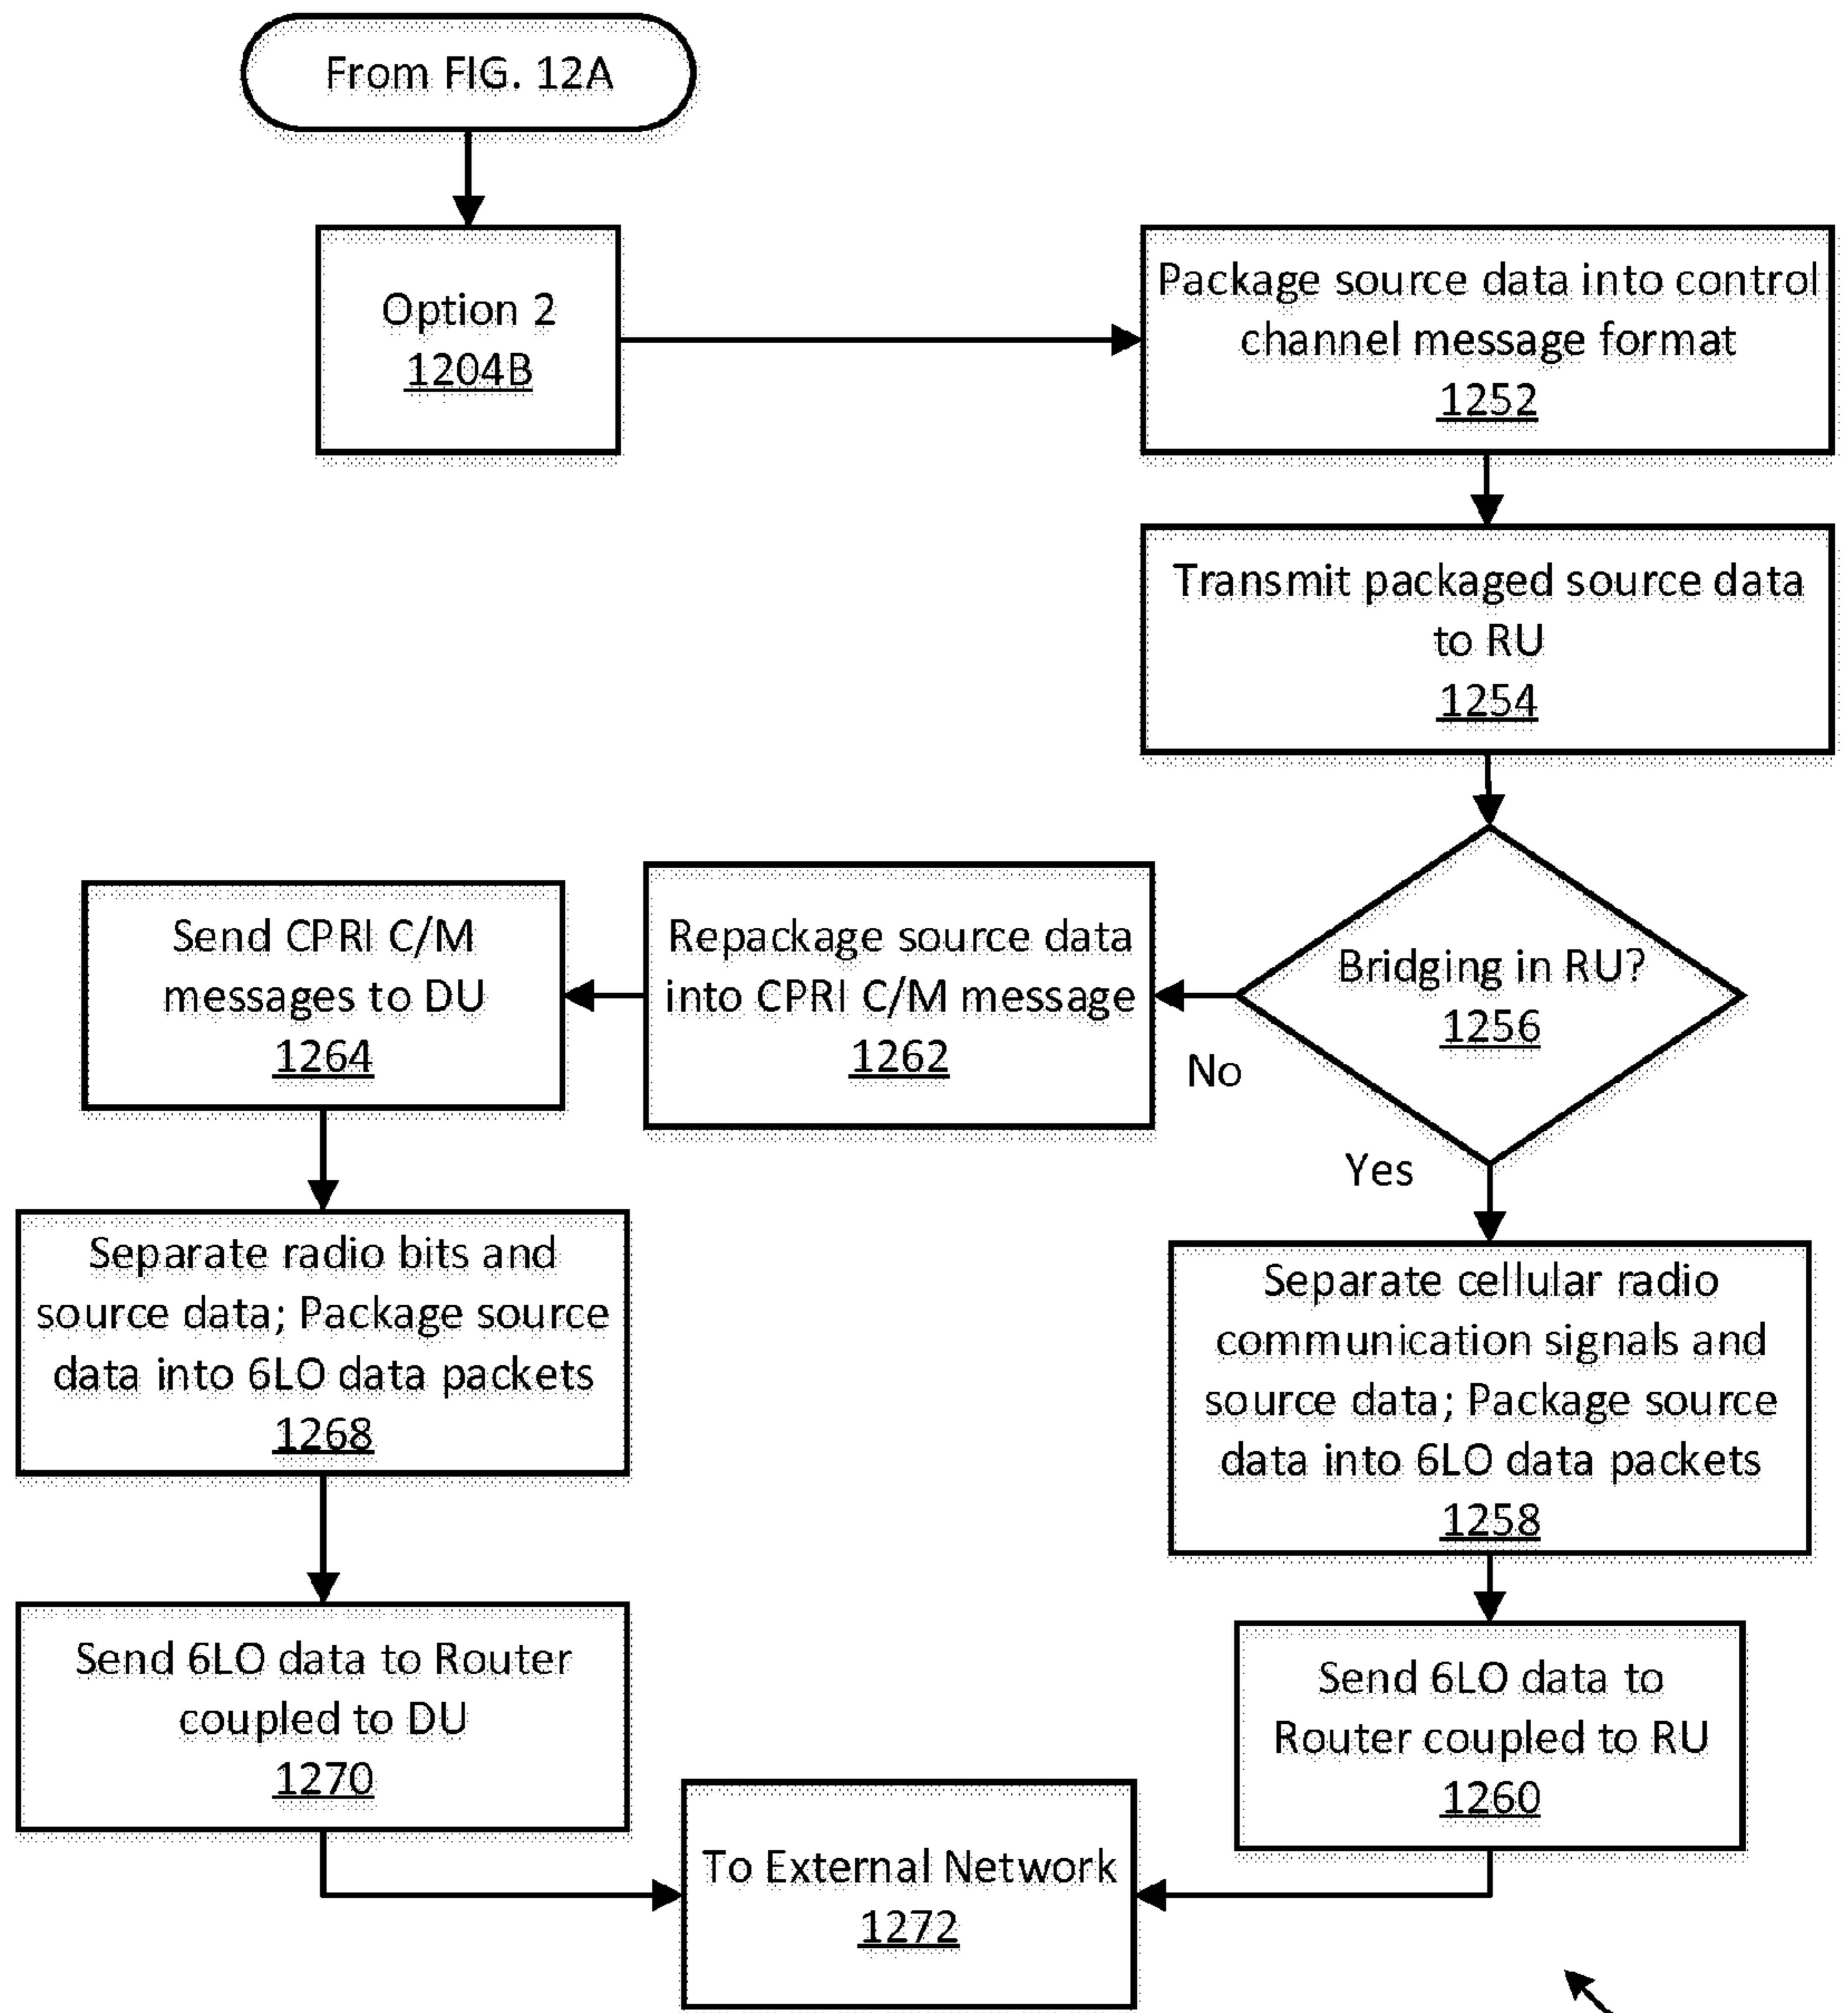 From FIG. 12A
Option 2
1204B
Package source data into control
channel message format
1252
Transmit packaged source data
to RU
1254
Bridging in RU?
1256
No
Yes
Repackage source data
into CPRI C/M message
1262
Send CPRI C/M
messages to DU
1264
Separate radio bits and
source data; Package source
data into 6LO data packets
1268
Send 6LO data to Router
coupled to DU
1270
Separate cellular radio
communication signals and
source data; Package source
data into 6LO data packets
1258
Send 6LO data to
Router coupled to RU
1260
To External Network
1272